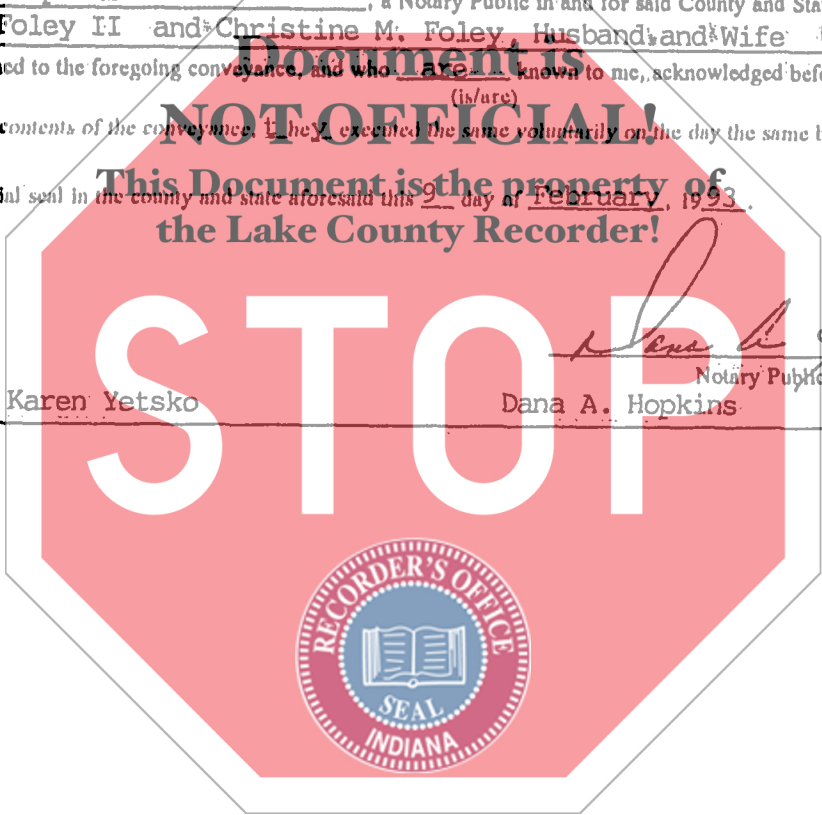 , a Notary Public in and for said County and Sta
Foley II and Christine M. Foley, Husband and Wife
Document is
ed to the foregoing conveyance, and who are known to me, acknowledged bef
(is/are)
NOT OFFICIAL!
contents of the conveyance, they executed the same voluntarily on the day the same b
This Document is the property of
al seal in the county and state aforesaid this 9 day of February, 1993.
the Lake County Recorder!
STOP
Notary Public
Karen Yetsko Dana A. Hopkins
RECORDER'S OFFICE
SEAL
INDIANA